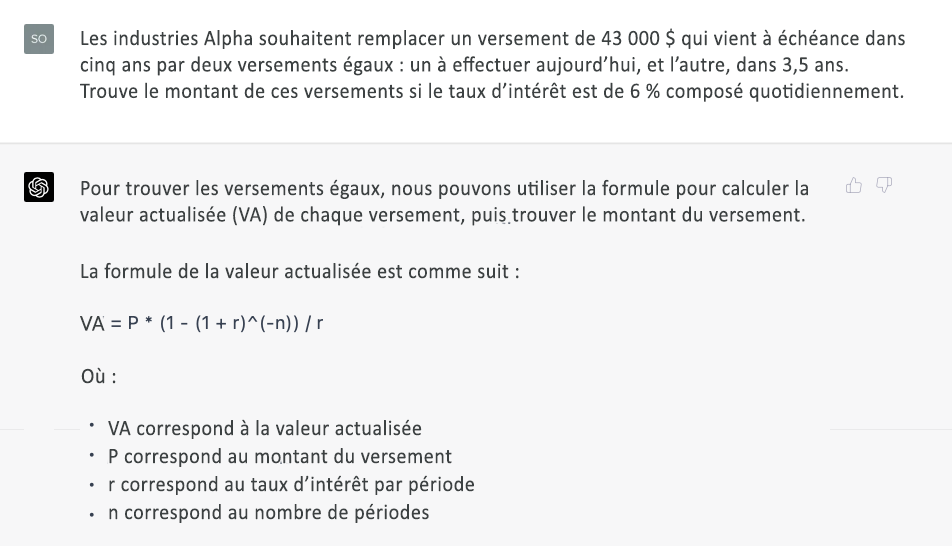 SO
Les industries Alpha souhaitent remplacer un versement de 43 000 $ qui vient à échéance dans
cinq ans par deux versements égaux : un à effectuer aujourd'hui, et l'autre, dans 3,5 ans.
Trouve le montant de ces versements si le taux d'intérêt est de 6 % composé quotidiennement.
Pour trouver les versements égaux, nous pouvons utiliser la formule pour calculer la
valeur actualisée (VA) de chaque versement, puis trouver le montant du versement.
La formule de la valeur actualisée est comme suit :
VA = P * (1 - (1 + r)^(-n)) / r
Où :
• VA correspond à la valeur actualisée
• P correspond au montant du versement
• r correspond au taux d'intérêt par période
• n correspond au nombre de périodes